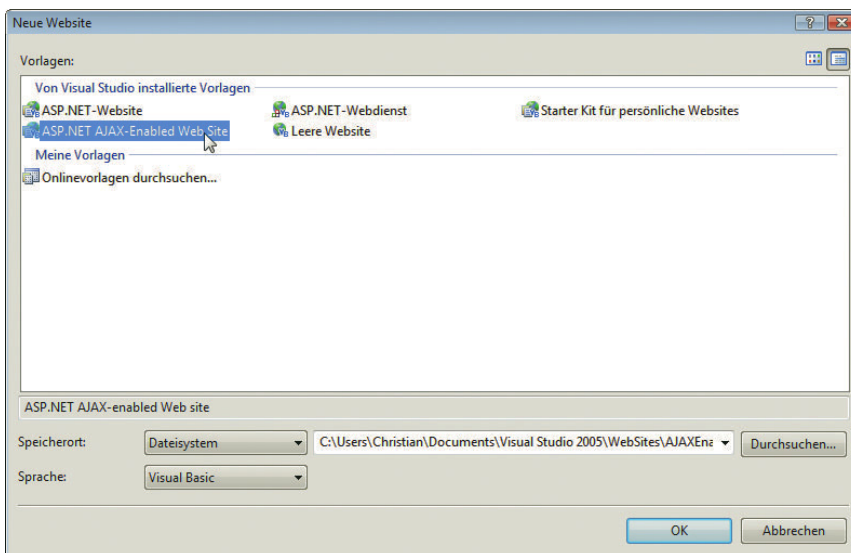 Neue Website
Vorlagen:
Von Visual Studio installierte Vorlagen
ASP.NET-Website ASP.NET-Webdienst Starter Kit für persönliche Websites
ASP.NET AJAX-Enabled Web Site Leere Website
Meine Vorlagen
Onlinevorlagen durchsuchen...
ASP.NET AJAX-enabled Web site
Speicherort: Dateisystem C:\Users\Christian\Documents\Visual Studio 2005\WebSites\AJAXEna Durchsuchen...
Sprache: Visual Basic
OK Abbrechen